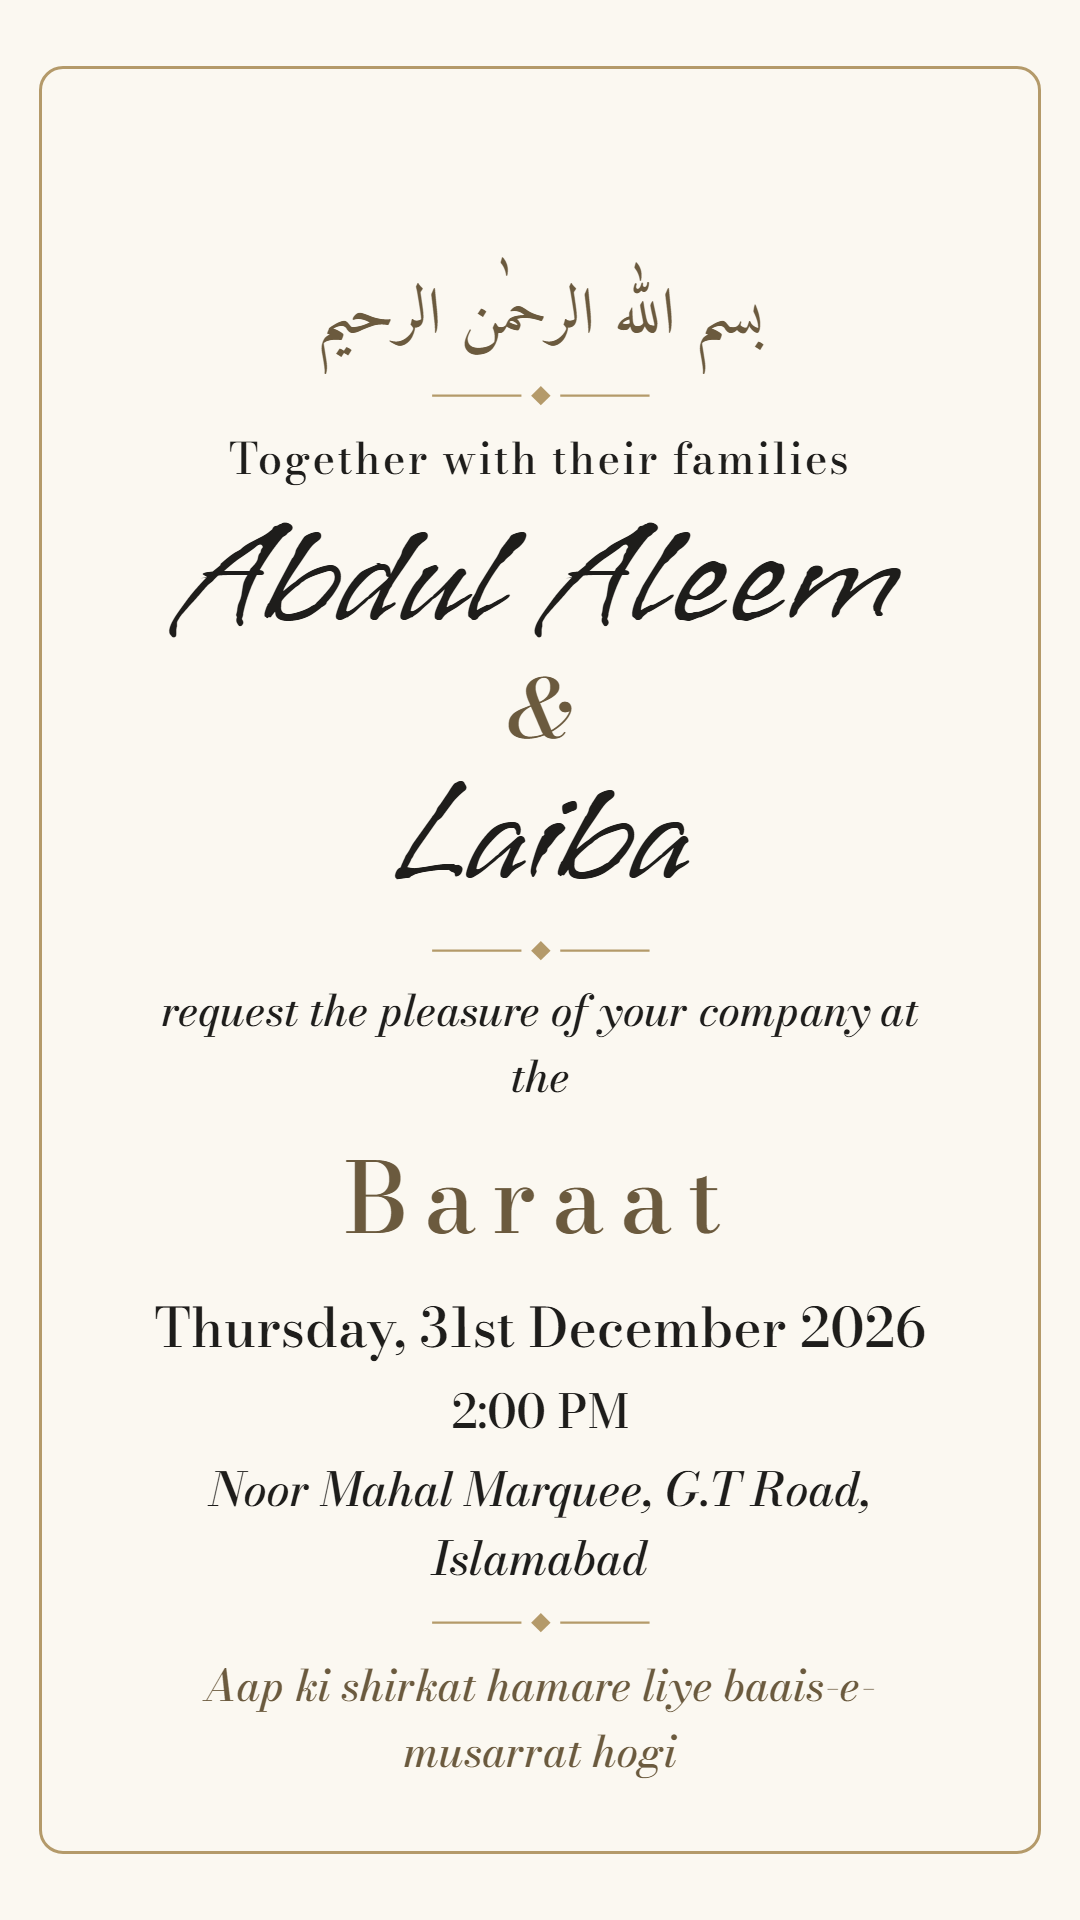 بسم الله الرحمٰن الرحيم
Together with their families
Abdul Aleem
&
Laiba
request the pleasure of your company at
the
Baraat
Thursday, 31st December 2026
2:00 PM
Noor Mahal Marquee, G.T Road,
Islamabad
Aap ki shirkat hamare liye baais-e-
musarrat hogi